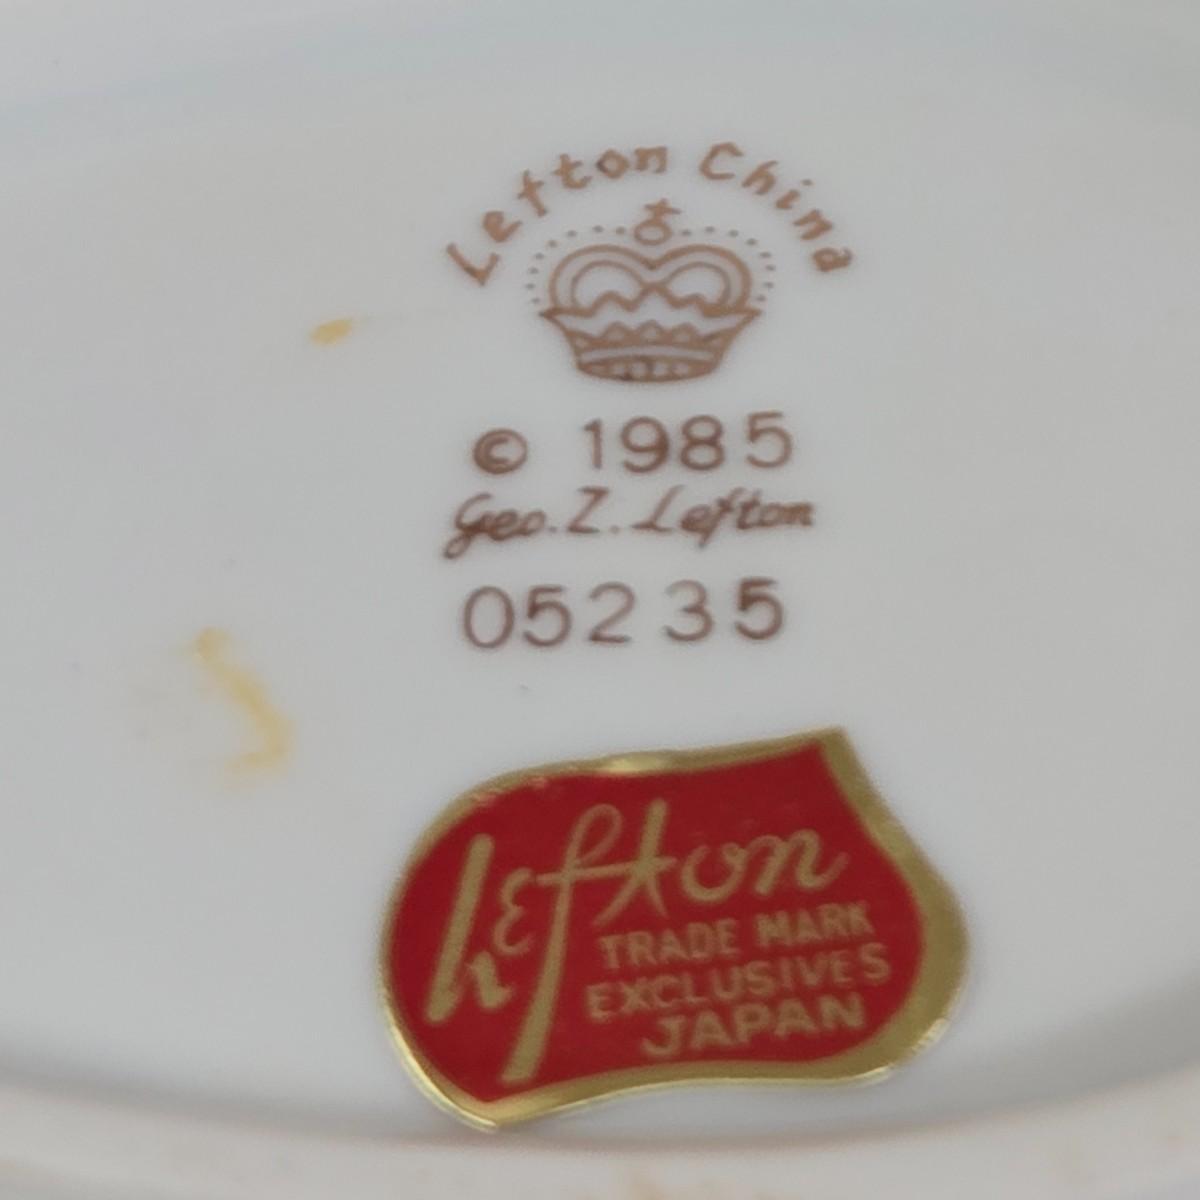 Lefton China
© 1985
Geo. Z. Lefton
05235
Lefton
TRADE MARK
EXCLUSIVES
JAPAN